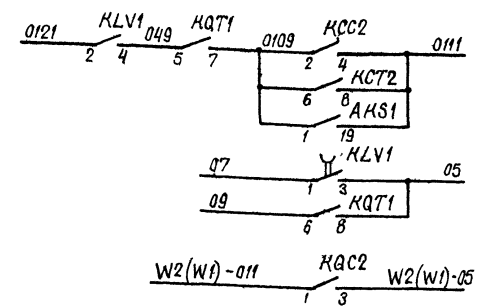 0121 KLV1 049 KQT1 0109 KCC2 0111
2 4 5 7 2 4
KCT2
6 8
AKS1
1 19
07 KLV1 05
1 3
09 KQT1
6 8
W2(W1)-011 KQC2 W2(W1)-05
1 3